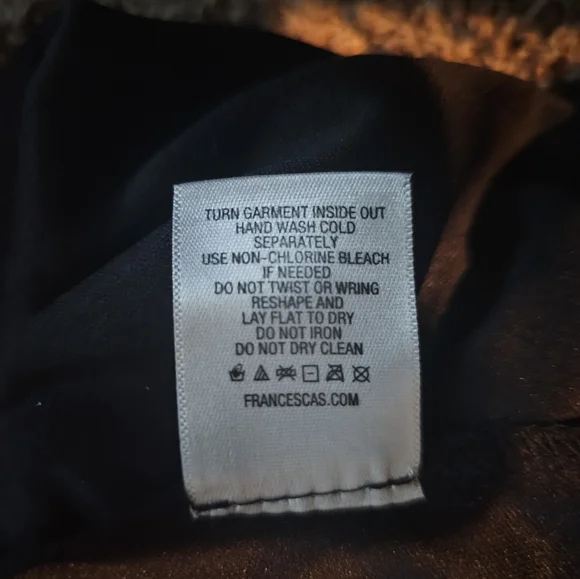 TURN GARMENT INSIDE OUT
HAND WASH COLD
SEPARATELY
USE NON-CHLORINE BLEACH
IF NEEDED
DO NOT TWIST OR WRING
RESHAPE AND
LAY FLAT TO DRY
DO NOT IRON
DO NOT DRY CLEAN
FRANCESCAS.COM